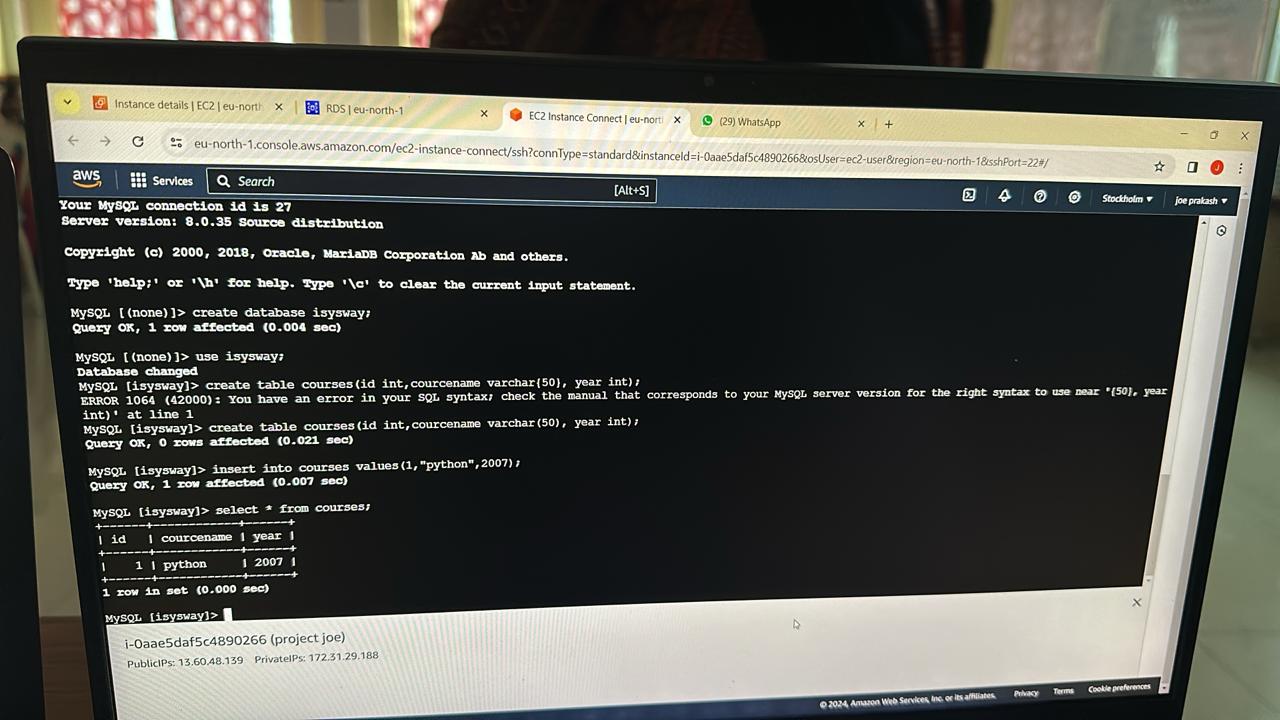 Instance details | EC2 | eu-north
RDS | eu-north-1
EC2 Instance Connect | eu-north
(29) WhatsApp
eu-north-1.console.aws.amazon.com/ec2-instance-connect/ssh?connType=standard&instanceId=i-0aae5daf5c4890266&osUser=ec2-user&region=eu-north-1&sshPort=22#/
aws
Services
Search
[Alt+S]
Stockholm
joe prakash
Your MySQL connection id is 27
Server version: 8.0.35 Source distribution
Copyright (c) 2000, 2018, Oracle, MariaDB Corporation Ab and others.
Type 'help;' or '\h' for help. Type '\c' to clear the current input statement.
MySQL [(none)]> create database isysway;
Query OK, 1 row affected (0.004 sec)
MySQL [(none)]> use isysway;
Database changed
MySQL [isysway]> create table courses(id int,courcename varchar{50}, year int);
ERROR 1064 (42000): You have an error in your SQL syntax; check the manual that corresponds to your MySQL server version for the right syntax to use near '{50}, year
int)' at line 1
MySQL [isysway]> create table courses(id int,courcename varchar(50), year int);
Query OK, 0 rows affected (0.021 sec)
MySQL [isysway]> insert into courses values(1,"python",2007);
Query OK, 1 row affected (0.007 sec)
MySQL [isysway]> select * from courses;
+------+------------+------+
| id   | courcename | year |
+------+------------+------+
|    1 | python     | 2007 |
+------+------------+------+
1 row in set (0.000 sec)
MySQL [isysway]>
i-0aae5daf5c4890266 (project joe)
PublicIPs: 13.60.48.139 PrivateIPs: 172.31.29.188
© 2024, Amazon Web Services, Inc. or its affiliates.
Privacy
Terms
Cookie preferences